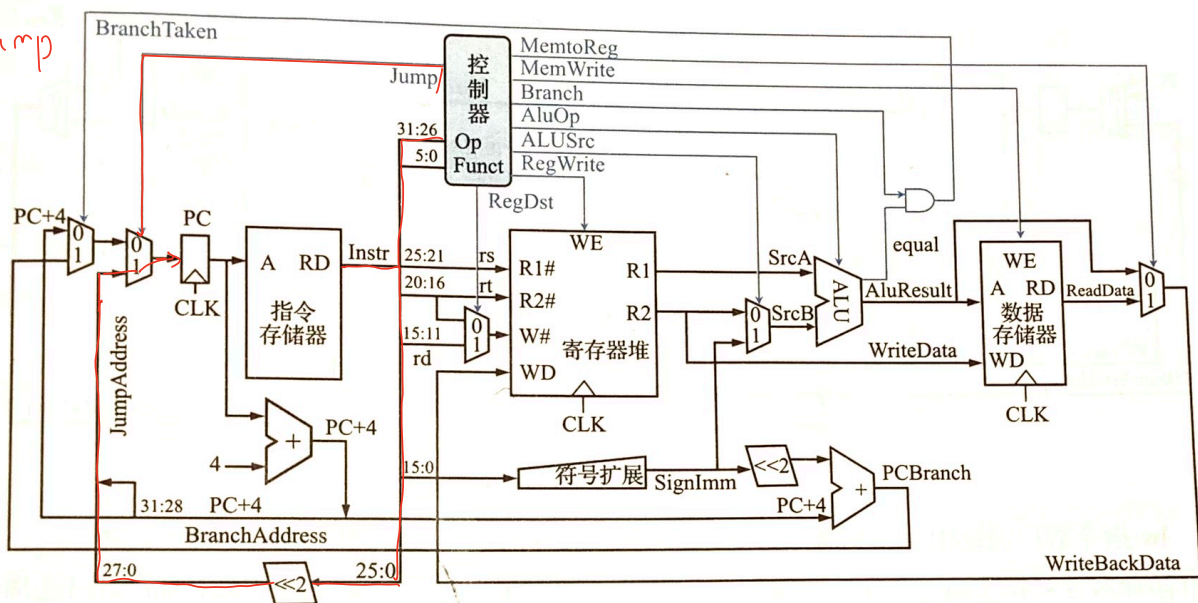 ump
BranchTaken
Jump
控制器
Op
Funct
31:26
5:0
MemtoReg
MemWrite
Branch
AluOp
ALUSrc
RegWrite
RegDst
PC+4
0
1
0
1
PC
CLK
A RD
指令
存储器
Instr
25:21 rs
20:16 rt
15:11
rd
0
1
WE
R1# R1
R2# R2
W# 寄存器堆
WD
CLK
0
1
SrcA
SrcB
ALU
equal
AluResult
WriteData
WE
A RD
数据
存储器
WD
CLK
ReadData
0
1
JumpAddress
4
+
PC+4
15:0
符号扩展
SignImm
<<2
PC+4
+
PCBranch
31:28 PC+4
BranchAddress
27:0
<<2
25:0
WriteBackData